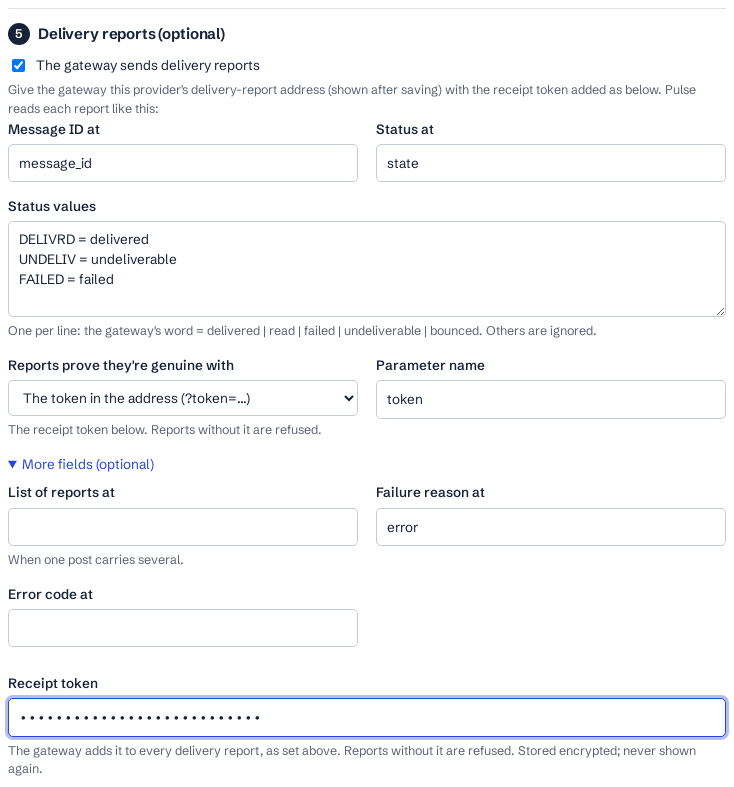 5 Delivery reports (optional)
The gateway sends delivery reports
Give the gateway this provider's delivery-report address (shown after saving) with the receipt token added as below. Pulse
reads each report like this:
Message ID at
Status at
message_id
state
Status values
DELIVRD = delivered
UNDELIV = undeliverable
FAILED = failed
One per line: the gateway's word = delivered | read | failed | undeliverable | bounced. Others are ignored.
Reports prove they're genuine with
Parameter name
The token in the address (?token=...)
token
The receipt token below. Reports without it are refused.
▼ More fields (optional)
List of reports at
Failure reason at
error
When one post carries several.
Error code at
Receipt token
•••••••••••••••••••••••••••
The gateway adds it to every delivery report, as set above. Reports without it are refused. Stored encrypted; never shown
again.